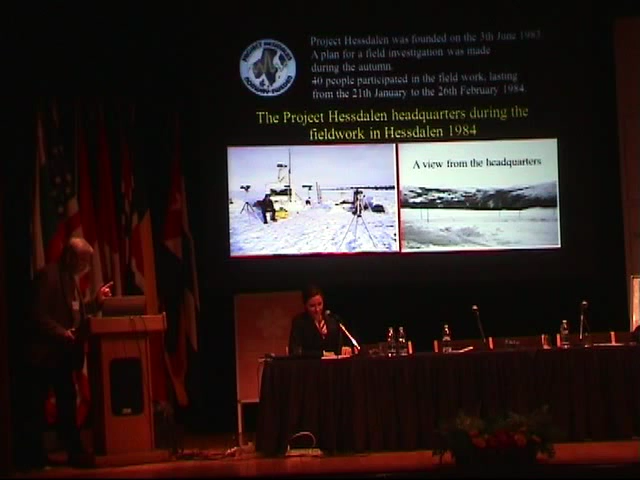 PROJECT HESSDALEN
Project Hessdalen was founded on the 3th June 1983.
A plan for a field investigation was made
during the autumn.
40 people participated in the field work, lasting
from the 21th January to the 26th February 1984.
The Project Hessdalen headquarters during the
fieldwork in Hessdalen 1984
A view from the headquarters